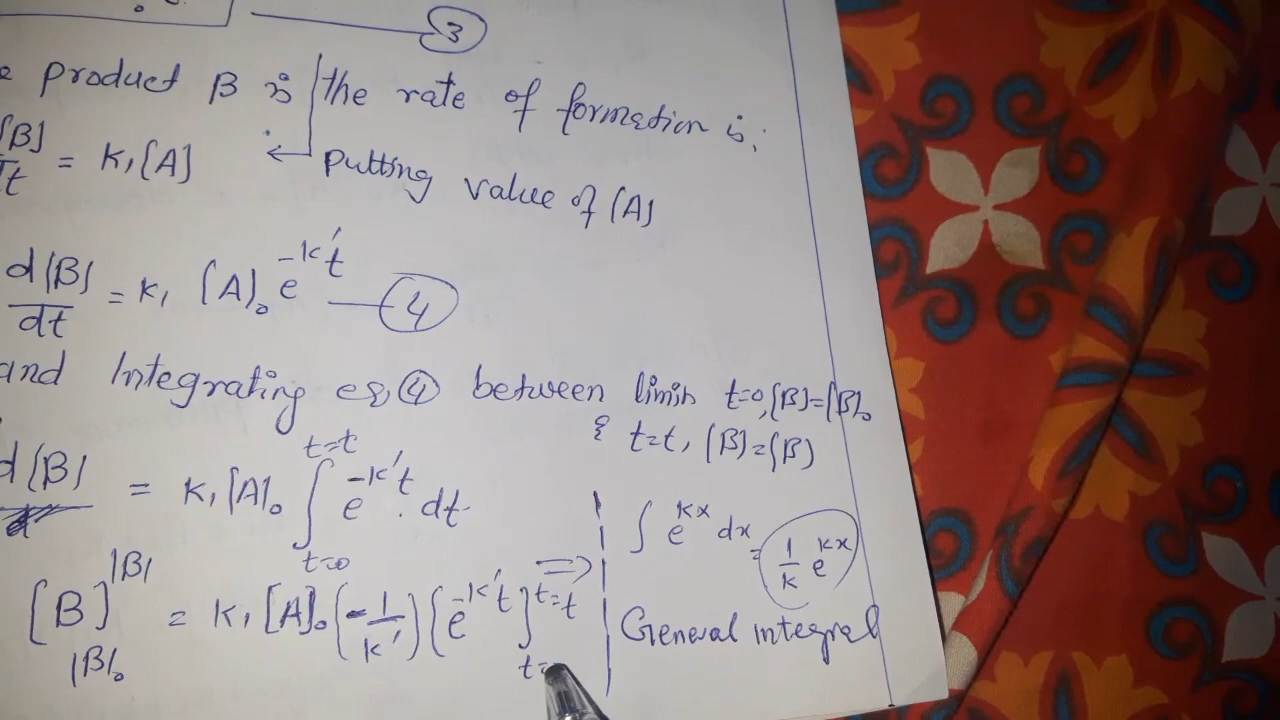 3
product B is the rate of formation is;
[B]/dt = K₁[A] ← putting value of [A]
d[B]/dt = K₁ [A]₀ e^-k't — 4
and Integrating eq 4 between limits t=0, [B]=[B]₀
& t=t, [B]=[B]
d[B] = K₁[A]₀ ∫ t=0 t=t e^-k't . dt
∫ e^kx dx = 1/k e^kx
[B] [B]₀ [B] = K₁ [A]₀ (-1/k') [e^-k't] t=t t= ⇒
General integral